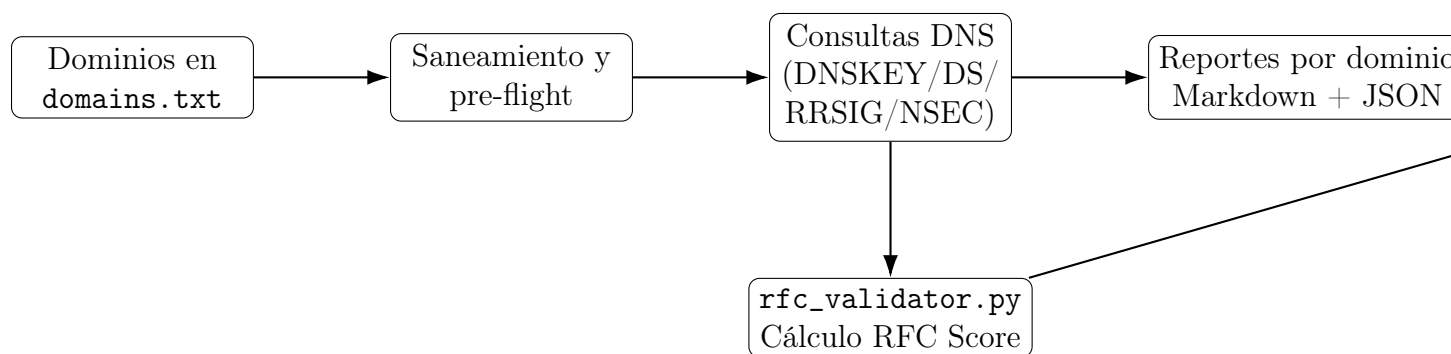 Dominios en
domains.txt
Saneamiento y
pre-flight
Consultas DNS
(DNSKEY/DS/
RRSIG/NSEC)
Reportes por dominio
Markdown + JSON
rfc_validator.py
Cálculo RFC Score